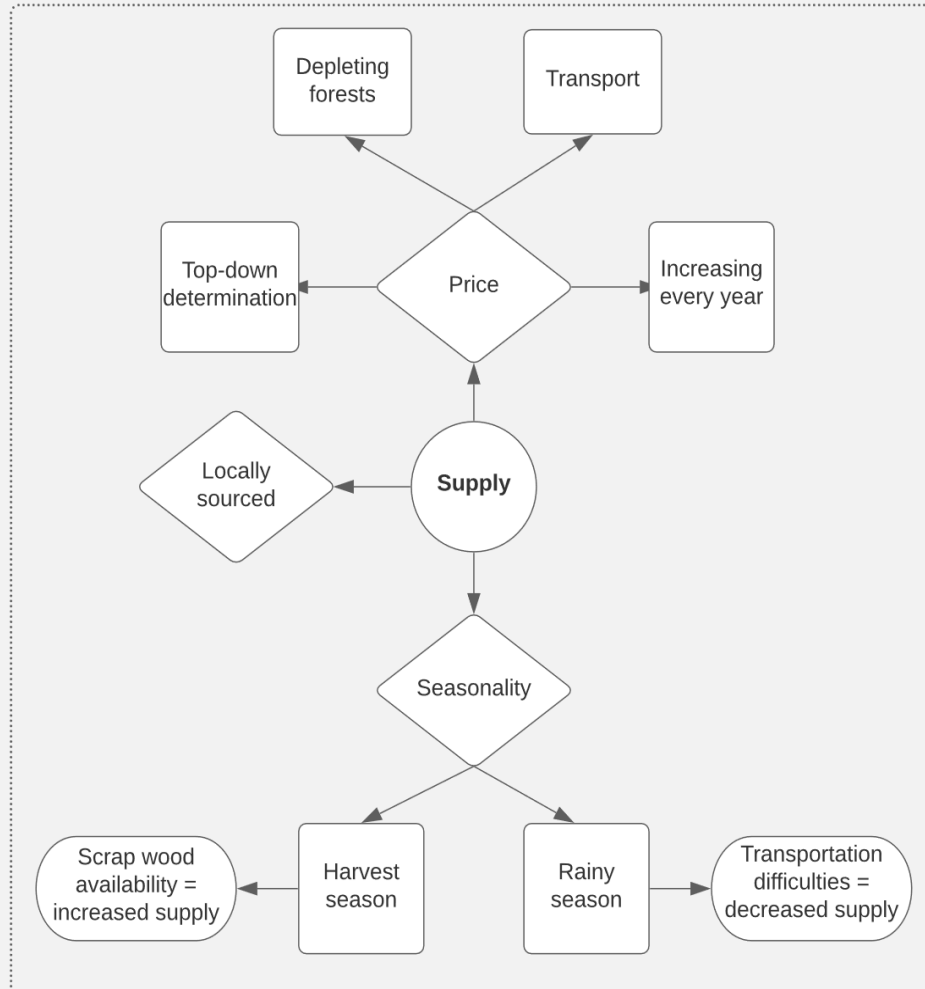 Depleting
forests
Transport
Top-down
determination
Price
Increasing
every year
Locally
sourced
Supply
Seasonality
Scrap wood
availability =
increased supply
Harvest
season
Rainy
season
Transportation
difficulties =
decreased supply